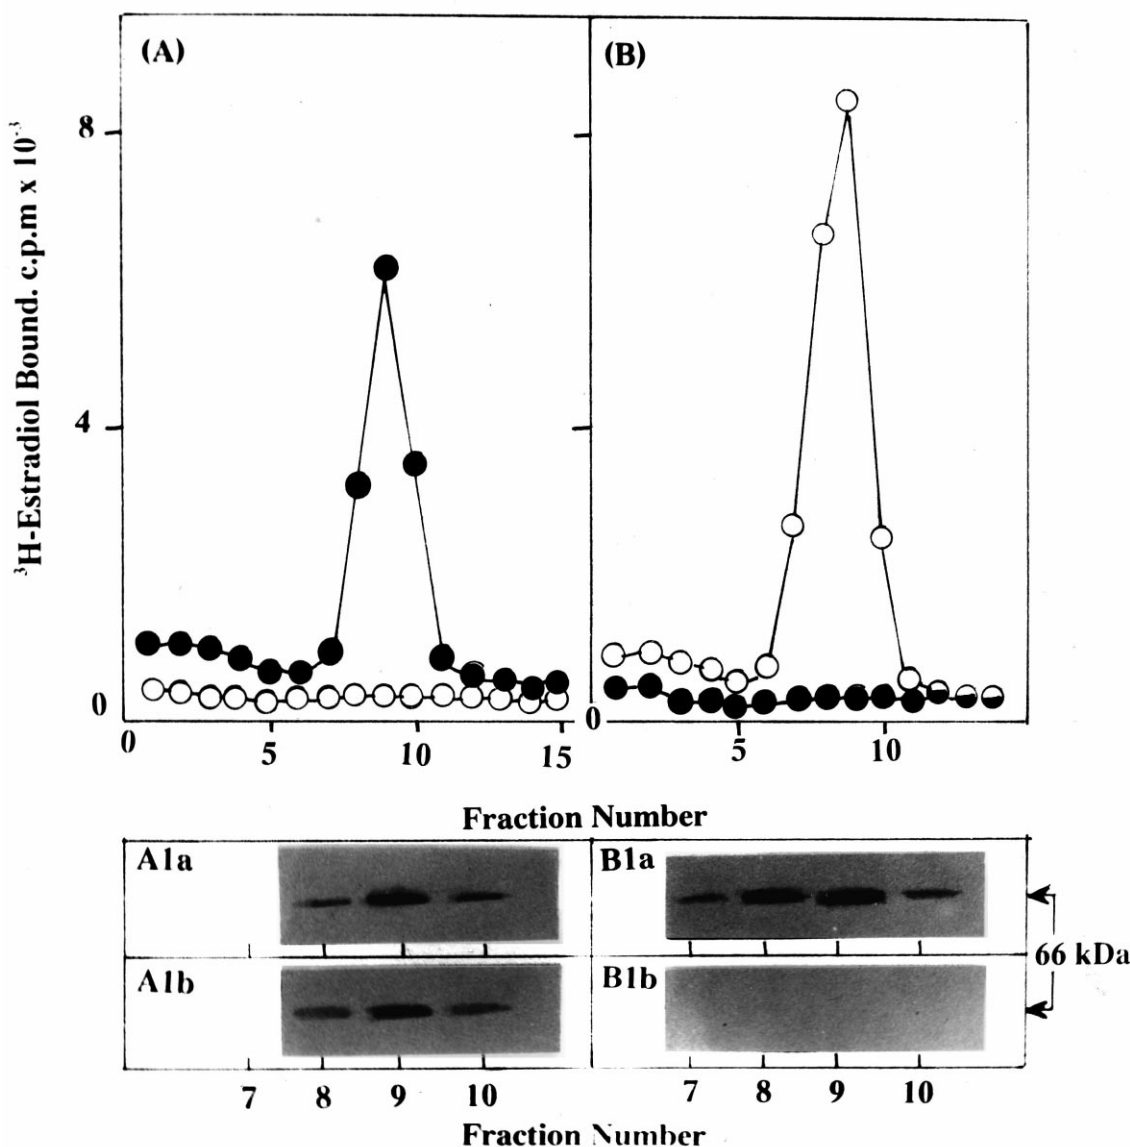 (A)
(B)
³H-Estradiol Bound. c.p.m x 10⁻³
8
4
0
0
0 5 10 15
5 10
Fraction Number
A1a
B1a
66 kDa
A1b
B1b
7 8 9 10
7 8 9 10
Fraction Number